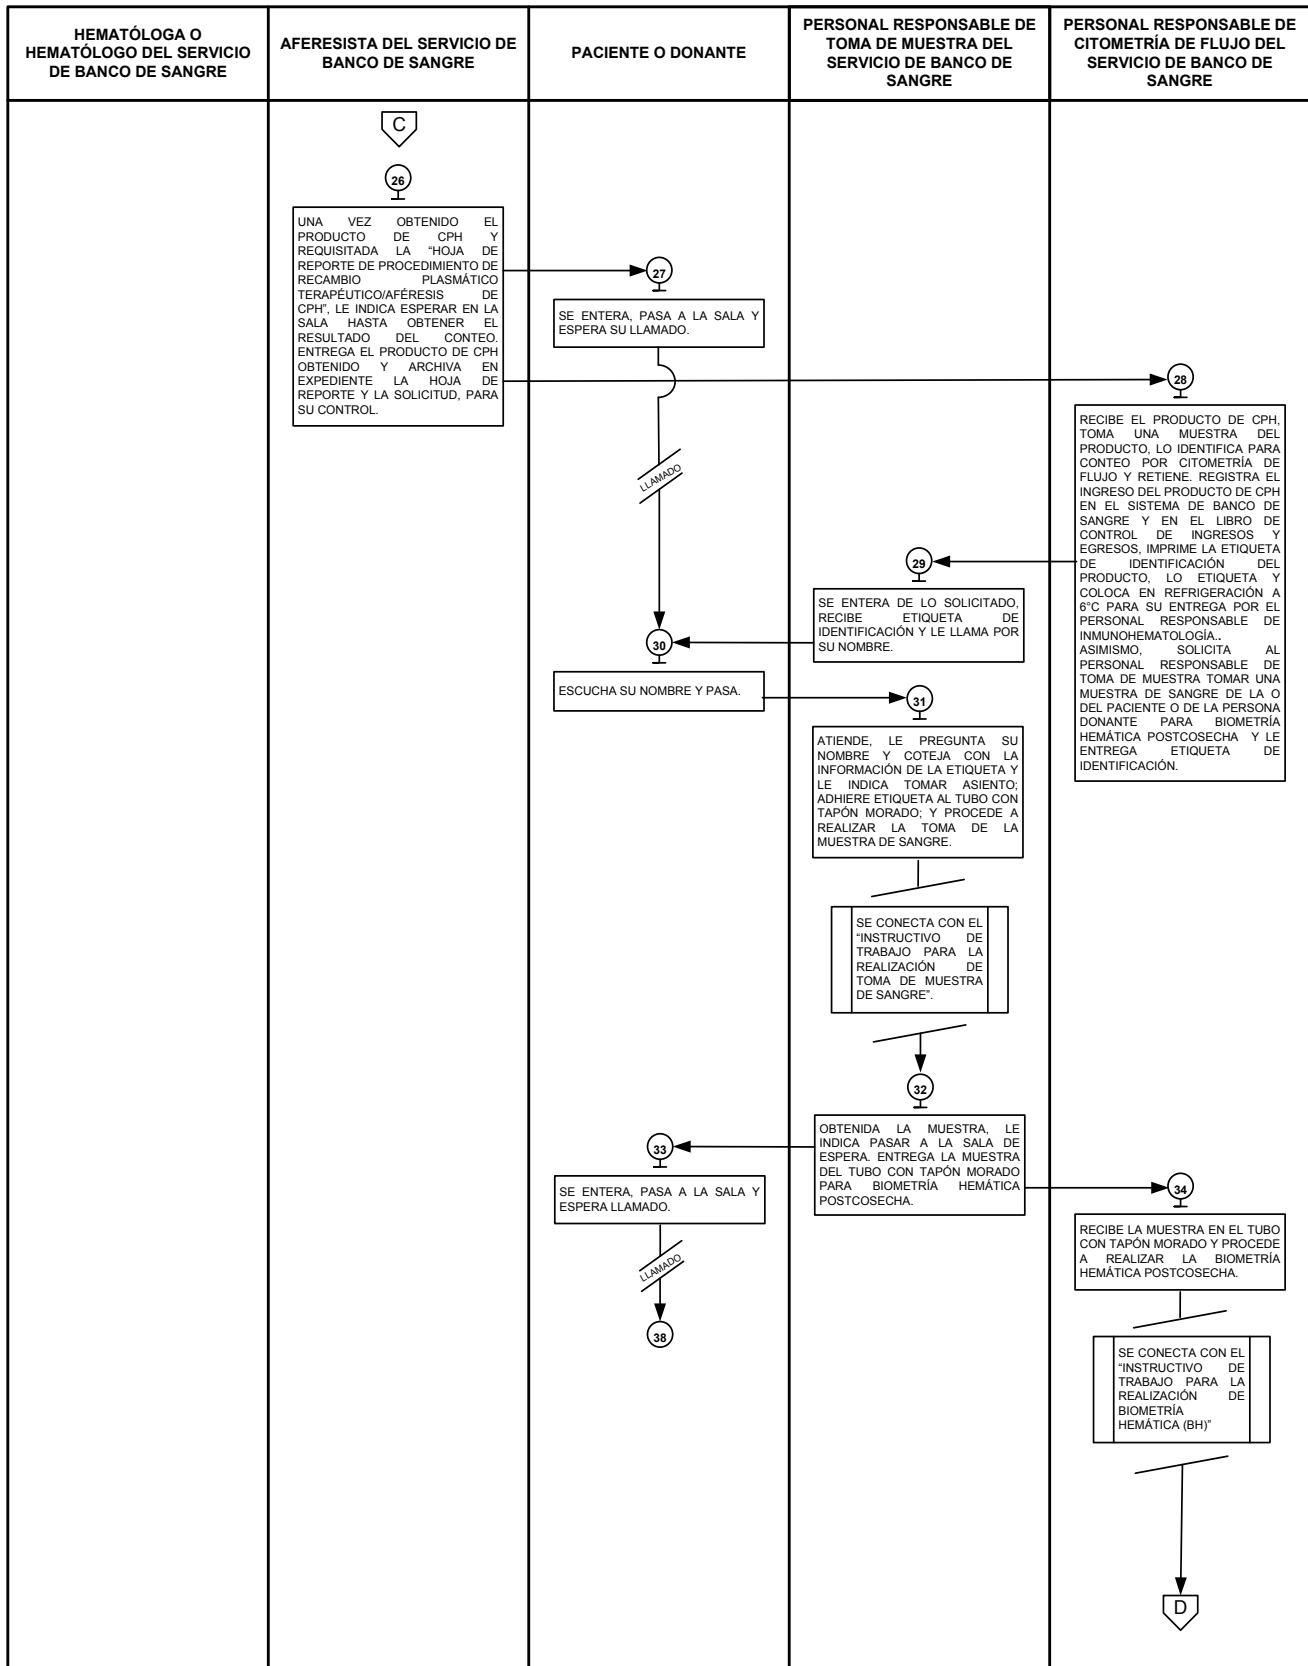 HEMATÓLOGA O
HEMATÓLOGO DEL SERVICIO
DE BANCO DE SANGRE
AFERESISTA DEL SERVICIO DE
BANCO DE SANGRE
PACIENTE O DONANTE
PERSONAL RESPONSABLE DE
TOMA DE MUESTRA DEL
SERVICIO DE BANCO DE
SANGRE
PERSONAL RESPONSABLE DE
CITOMETRÍA DE FLUJO DEL
SERVICIO DE BANCO DE
SANGRE
C
26
UNA VEZ OBTENIDO EL
PRODUCTO DE CPH Y
REQUISITADA LA “HOJA DE
REPORTE DE PROCEDIMIENTO DE
RECAMBIO PLASMÁTICO
TERAPÉUTICO/AFÉRESIS DE
CPH”, LE INDICA ESPERAR EN LA
SALA HASTA OBTENER EL
RESULTADO DEL CONTEO.
ENTREGA EL PRODUCTO DE CPH
OBTENIDO Y ARCHIVA EN
EXPEDIENTE LA HOJA DE
REPORTE Y LA SOLICITUD, PARA
SU CONTROL.
27
SE ENTERA, PASA A LA SALA Y
ESPERA SU LLAMADO.
28
RECIBE EL PRODUCTO DE CPH,
TOMA UNA MUESTRA DEL
PRODUCTO, LO IDENTIFICA PARA
CONTEO POR CITOMETRÍA DE
FLUJO Y RETIENE. REGISTRA EL
INGRESO DEL PRODUCTO DE CPH
EN EL SISTEMA DE BANCO DE
SANGRE Y EN EL LIBRO DE
CONTROL DE INGRESOS Y
EGRESOS, IMPRIME LA ETIQUETA
DE IDENTIFICACIÓN DEL
PRODUCTO, LO ETIQUETA Y
COLOCA EN REFRIGERACIÓN A
6°C PARA SU ENTREGA POR EL
PERSONAL RESPONSABLE DE
INMUNOHEMATOLOGÍA..
ASIMISMO, SOLICITA AL
PERSONAL RESPONSABLE DE
TOMA DE MUESTRA TOMAR UNA
MUESTRA DE SANGRE DE LA O
DEL PACIENTE O DE LA PERSONA
DONANTE PARA BIOMETRÍA
HEMÁTICA POSTCOSECHA Y LE
ENTREGA ETIQUETA DE
IDENTIFICACIÓN.
LLAMADO
29
SE ENTERA DE LO SOLICITADO,
RECIBE ETIQUETA DE
IDENTIFICACIÓN Y LE LLAMA POR
SU NOMBRE.
30
ESCUCHA SU NOMBRE Y PASA.
31
ATIENDE, LE PREGUNTA SU
NOMBRE Y COTEJA CON LA
INFORMACIÓN DE LA ETIQUETA Y
LE INDICA TOMAR ASIENTO;
ADHIERE ETIQUETA AL TUBO CON
TAPÓN MORADO; Y PROCEDE A
REALIZAR LA TOMA DE LA
MUESTRA DE SANGRE.
SE CONECTA CON EL
“INSTRUCTIVO DE
TRABAJO PARA LA
REALIZACIÓN DE
TOMA DE MUESTRA
DE SANGRE”.
32
OBTENIDA LA MUESTRA, LE
INDICA PASAR A LA SALA DE
ESPERA. ENTREGA LA MUESTRA
DEL TUBO CON TAPÓN MORADO
PARA BIOMETRÍA HEMÁTICA
POSTCOSECHA.
33
SE ENTERA, PASA A LA SALA Y
ESPERA LLAMADO.
LLAMADO
38
34
RECIBE LA MUESTRA EN EL TUBO
CON TAPÓN MORADO Y PROCEDE
A REALIZAR LA BIOMETRÍA
HEMÁTICA POSTCOSECHA.
SE CONECTA CON EL
“INSTRUCTIVO DE
TRABAJO PARA LA
REALIZACIÓN DE
BIOMETRÍA
HEMÁTICA (BH)”
D